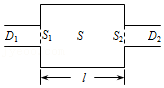 D₁ S₁ S S₂ D₂
l